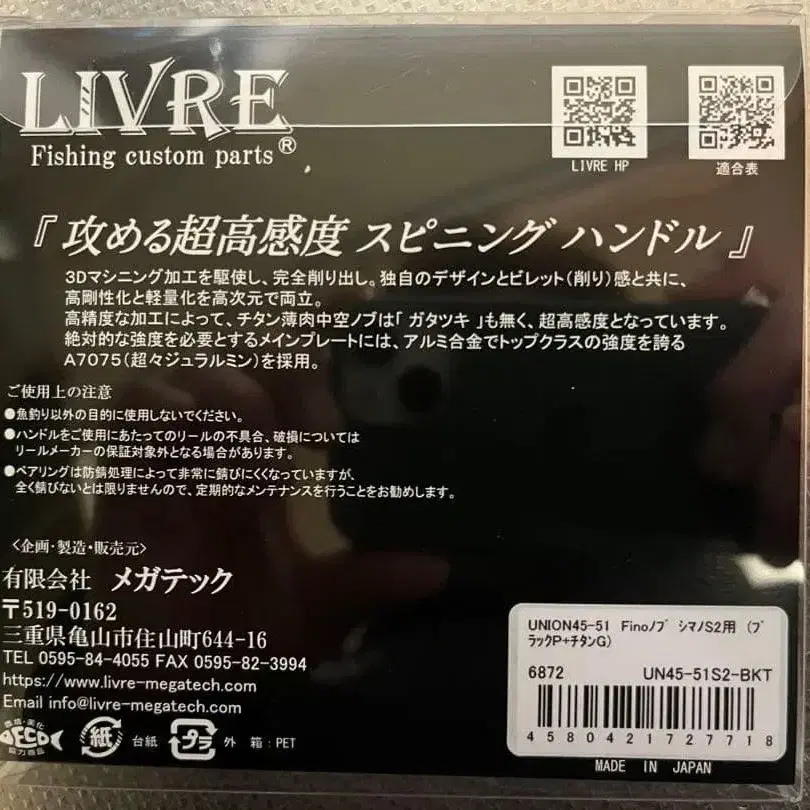 LIVRE
Fishing custom parts®
LIVRE HP
適合表
『 攻める超高感度 スピニング ハンドル 』
3Dマシニング加工を駆使し、完全削り出し。独自のデザインとビレット(削り)感と共に、
高剛性化と軽量化を高次元で両立。
高精度な加工によって、チタン薄肉中空ノブは「 ガタツキ 」も無く、超高感度となっています。
絶対的な強度を必要とするメインプレートには、アルミ合金でトップクラスの強度を誇る
A7075(超々ジュラルミン)を採用。
ご使用上の注意
●魚釣り以外の目的に使用しないでください。
●ハンドルをご使用にあたってのリールの不具合、破損については
リールメーカーの保証対象外となる場合があります。
●ベアリングは防錆処理によって非常に錆びにくくなっていますが、
全く錆びないとは限りませんので、定期的なメンテナンスを行うことをお勧めします。
<企画・製造・販売元>
有限会社 メガテック
〒519-0162
三重県亀山市住山町644-16
TEL 0595-84-4055 FAX 0595-82-3994
https://www.livre-megatech.com
Email info@livre-megatech.com
環境・美化
ECO
協力商品
紙 台紙 プラ 外 箱:PET
UNION45-51 Finoノブ シマノS2用 (ブ
ラックP+チタンG)
6872 UN45-51S2-BKT
4580421727718
MADE IN JAPAN